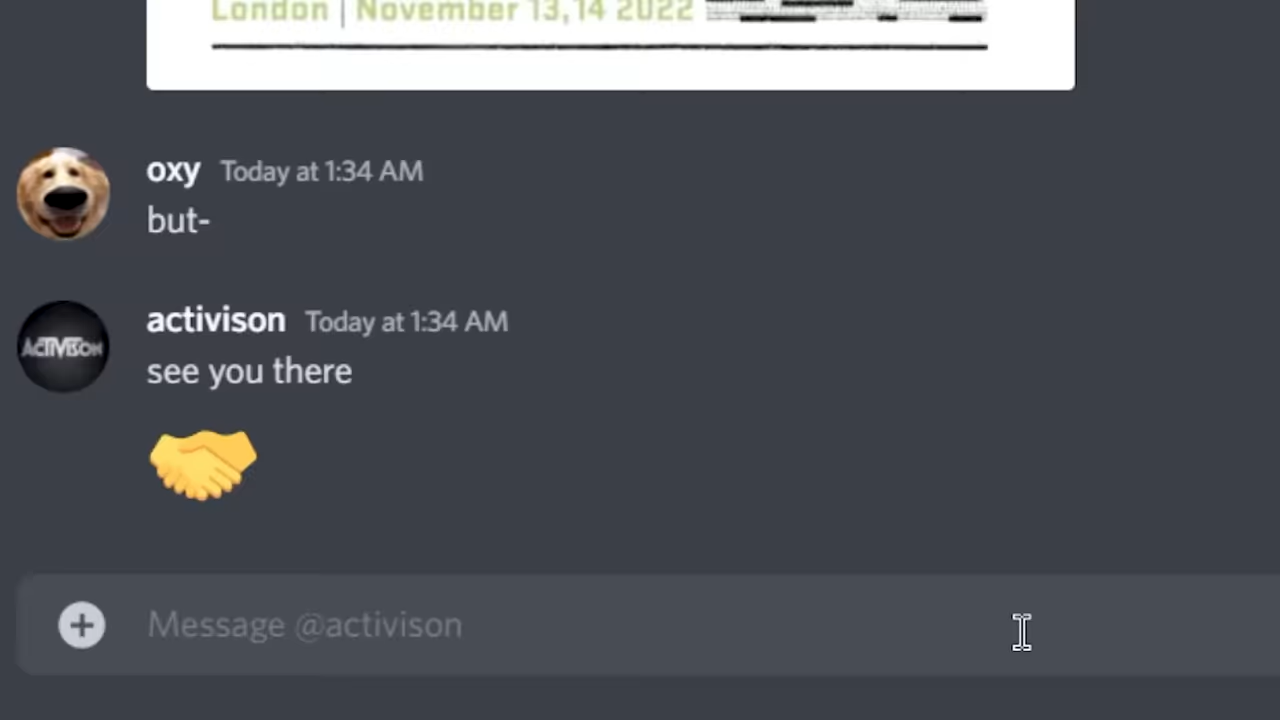 London | November 13, 14 2022
oxy Today at 1:34 AM
but-
ACTIVISON
activison Today at 1:34 AM
see you there
Message @activison